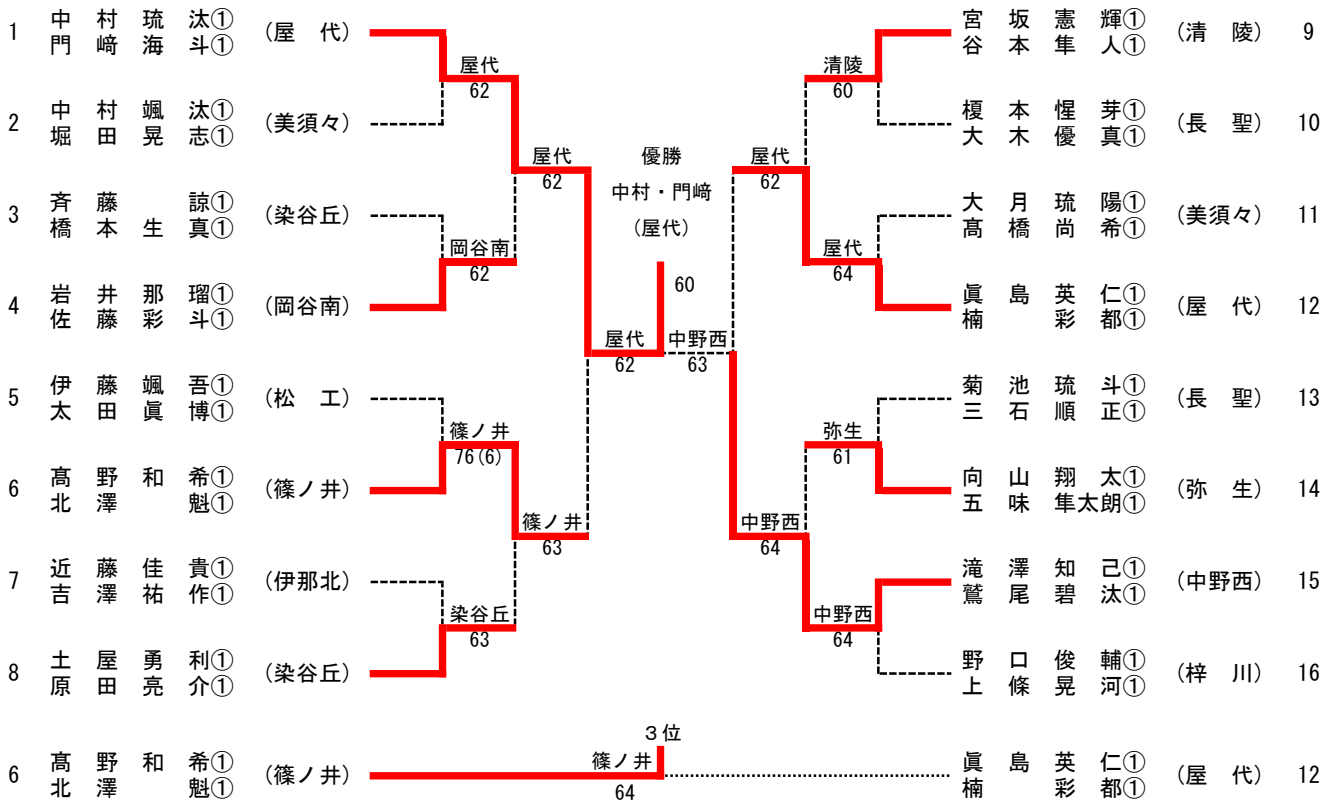 1 中村琉汰① 門﨑海斗① (屋代)
2 中村颯汰① 堀田晃志① (美須々)
3 斉藤諒① 橋本生真① (染谷丘)
4 岩井那瑠① 佐藤彩斗① (岡谷南)
5 伊藤颯吾① 太田眞博① (松工)
6 髙野和希① 北澤魁① (篠ノ井)
7 近藤佳貴① 吉澤祐作① (伊那北)
8 土屋勇利① 原田亮介① (染谷丘)
屋代
62
岡谷南
62
篠ノ井
76(6)
染谷丘
63
屋代
62
篠ノ井
63
屋代
62
優勝
中村・門﨑
(屋代)
60
中野西
63
屋代
62
中野西
64
清陵
60
屋代
64
弥生
61
中野西
64
宮坂憲輝① 谷本隼人① (清陵) 9
榎本惺芽① 大木優真① (長聖) 10
大月琉陽① 髙橋尚希① (美須々) 11
眞島英仁① 楠彩都① (屋代) 12
菊池琉斗① 三石順正① (長聖) 13
向山翔太① 五味隼太朗① (弥生) 14
滝澤知己① 鷲尾碧汰① (中野西) 15
野口俊輔① 上條晃河① (梓川) 16
3位
6 髙野和希① 北澤魁① (篠ノ井)
篠ノ井
64
眞島英仁① 楠彩都① (屋代) 12